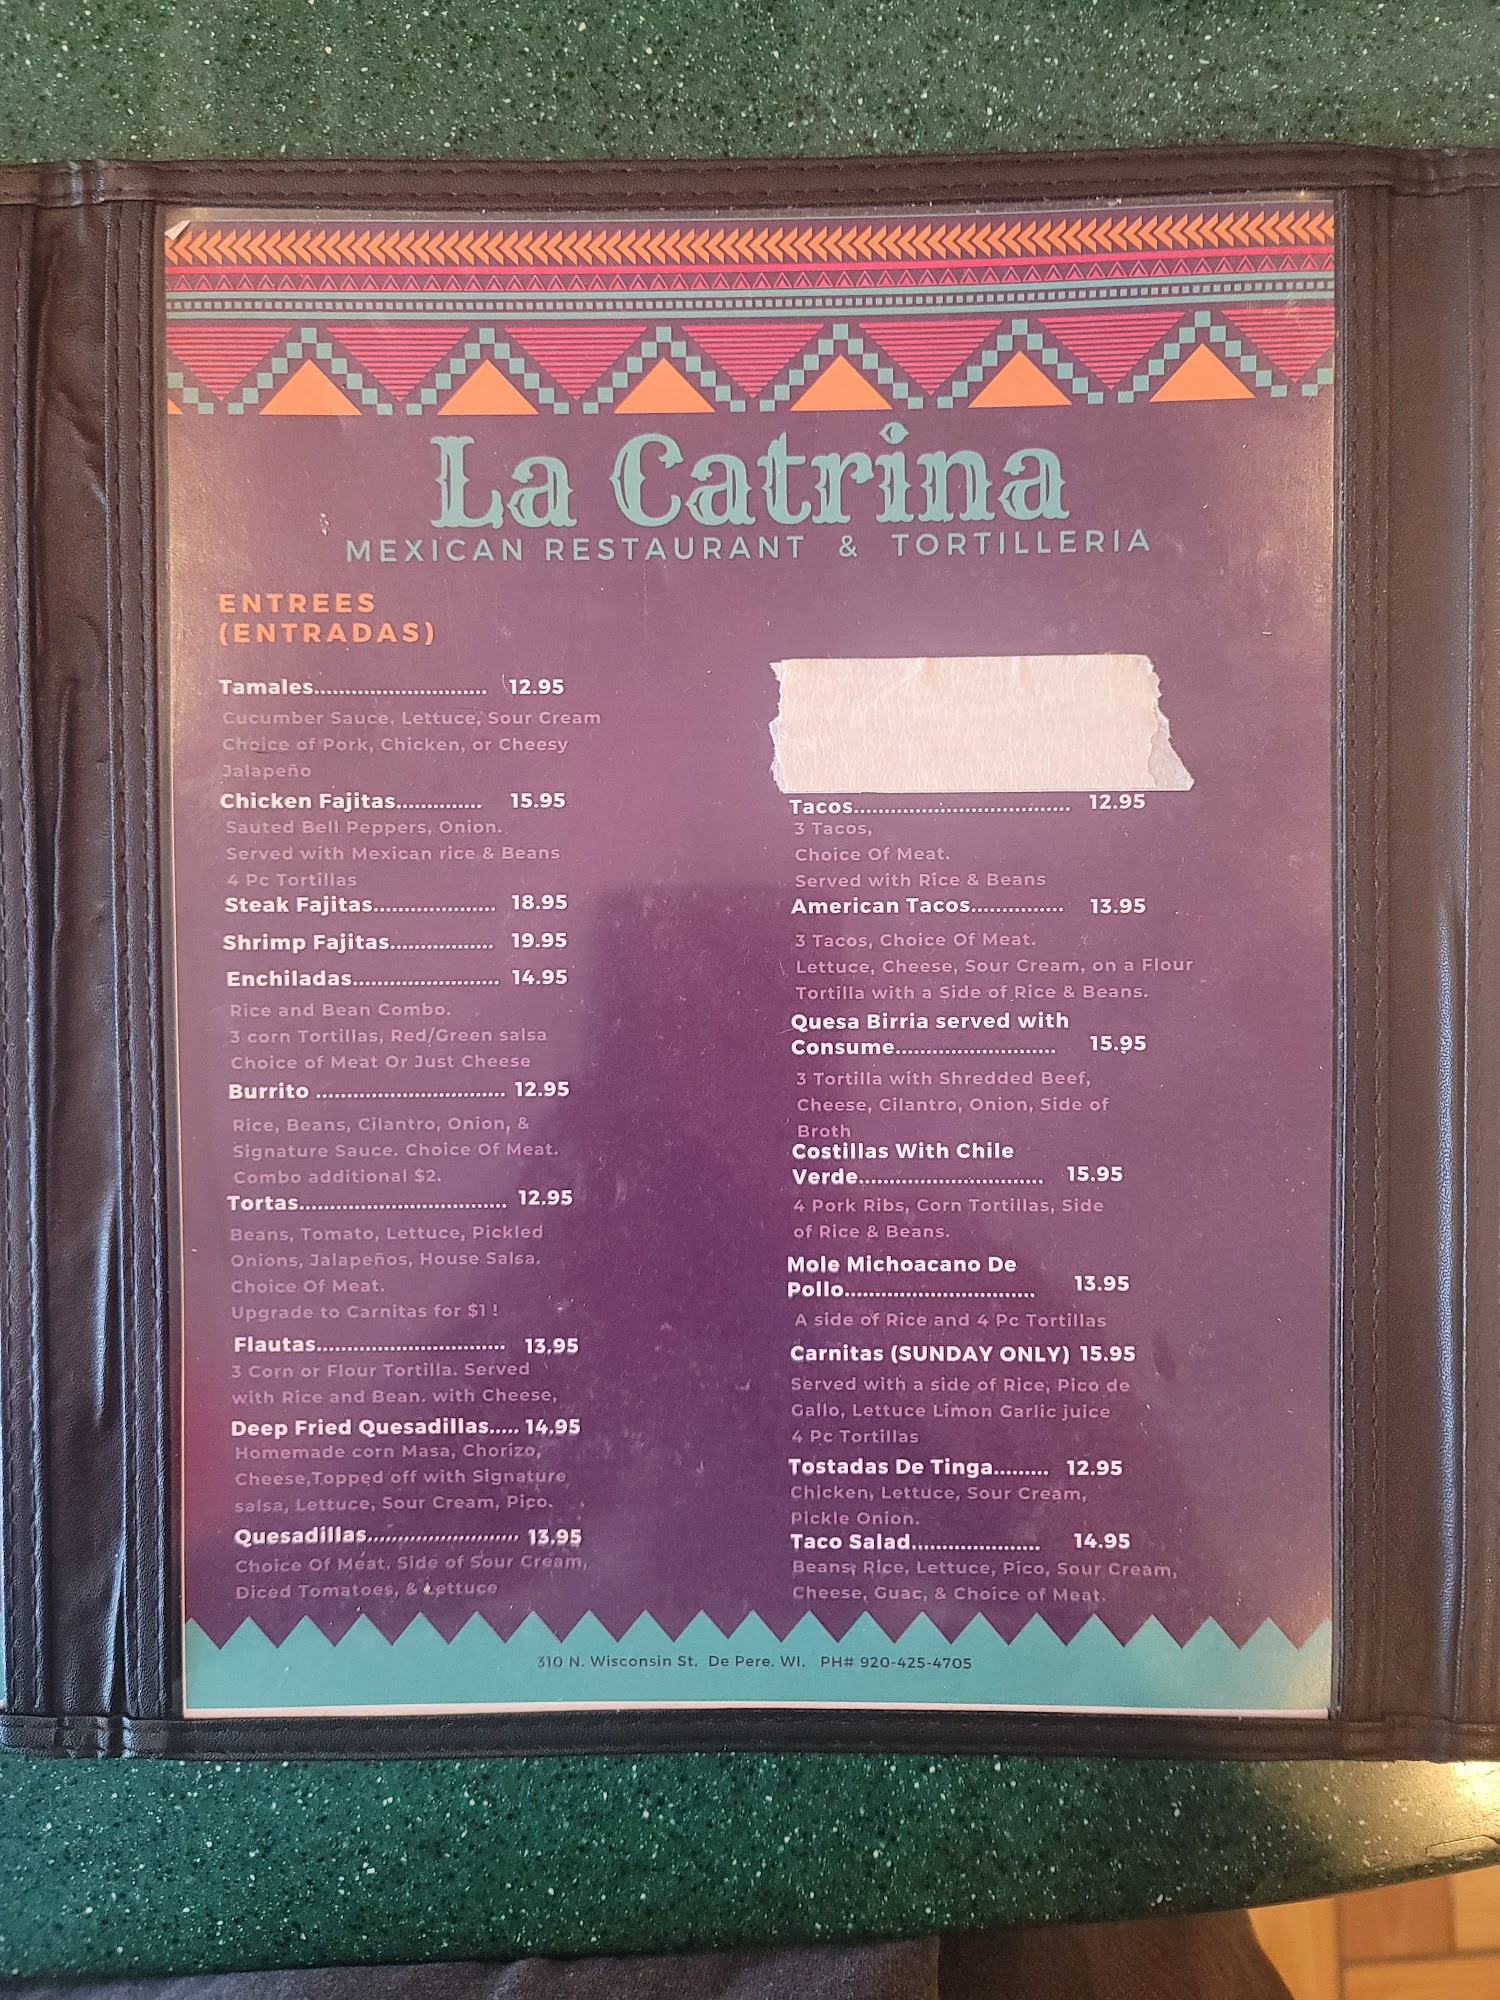 La Catrina
MEXICAN RESTAURANT & TORTILLERIA
ENTREES
(ENTRADAS)
Tamales............................ 12.95
Cucumber Sauce. Lettuce, Sour Cream
Choice of Pork, Chicken, or Cheesy
Jalapeño
Chicken Fajitas.............. 15.95
Sauted Bell Peppers, Onion.
Served with Mexican rice & Beans
4 Pc Tortillas
Steak Fajitas.................... 18.95
Shrimp Fajitas................. 19.95
Enchiladas........................ 14.95
Rice and Bean Combo.
3 corn Tortillas, Red/Green salsa
Choice of Meat Or Just Cheese
Burrito ............................... 12.95
Rice, Beans, Cilantro, Onion, &
Signature Sauce. Choice Of Meat.
Combo additional $2.
Tortas.................................. 12.95
Beans, Tomato, Lettuce, Pickled
Onions, Jalapeños, House Salsa.
Choice Of Meat.
Upgrade to Carnitas for $1 !
Flautas............................... 13.95
3 Corn or Flour Tortilla. Served
with Rice and Bean. with Cheese,
Deep Fried Quesadillas..... 14.95
Homemade corn Masa, Chorizo,
Cheese,Topped off with Signature
salsa, Lettuce, Sour Cream, Pico.
Quesadillas......................... 13.95
Choice Of Meat. Side of Sour Cream,
Diced Tomatoes, & Lettuce
Tacos.................................... 12.95
3 Tacos,
Choice Of Meat.
Served with Rice & Beans
American Tacos............... 13.95
3 Tacos, Choice Of Meat.
Lettuce, Cheese, Sour Cream, on a Flour
Tortilla with a Side of Rice & Beans.
Quesa Birria served with
Consume.......................... 15.95
3 Tortilla with Shredded Beef,
Cheese, Cilantro, Onion, Side of
Broth
Costillas With Chile
Verde.............................. 15.95
4 Pork Ribs, Corn Tortillas, Side
of Rice & Beans.
Mole Michoacano De
Pollo............................... 13.95
A side of Rice and 4 Pc Tortillas
Carnitas (SUNDAY ONLY) 15.95
Served with a side of Rice, Pico de
Gallo, Lettuce Limon Garlic juice
4 Pc Tortillas
Tostadas De Tinga......... 12.95
Chicken, Lettuce, Sour Cream,
Pickle Onion.
Taco Salad..................... 14.95
Beans, Rice, Lettuce, Pico, Sour Cream,
Cheese, Guac, & Choice of Meat.
310 N. Wisconsin St. De Pere. WI. PH# 920-425-4705